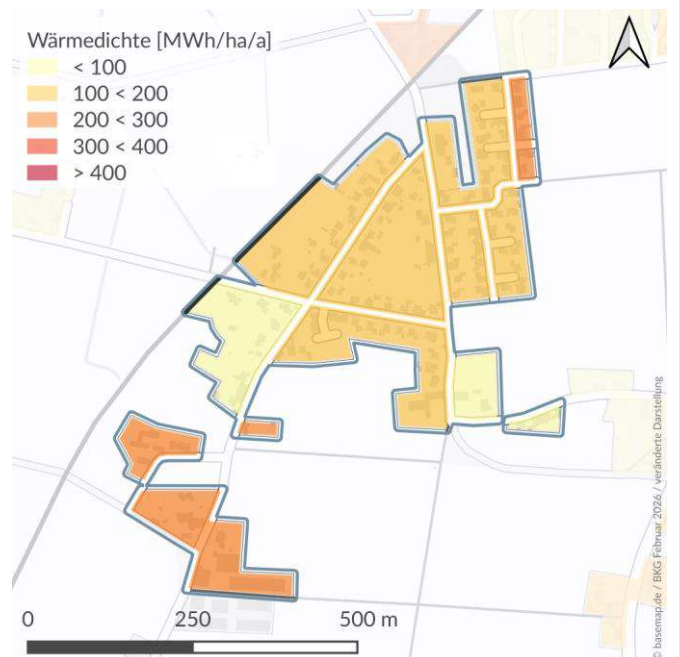 Wärmedichte [MWh/ha/a]
< 100
100 < 200
200 < 300
300 < 400
> 400
0 250 500 m
© basemap.de / BKG Februar 2026 / veränderte Darstellung